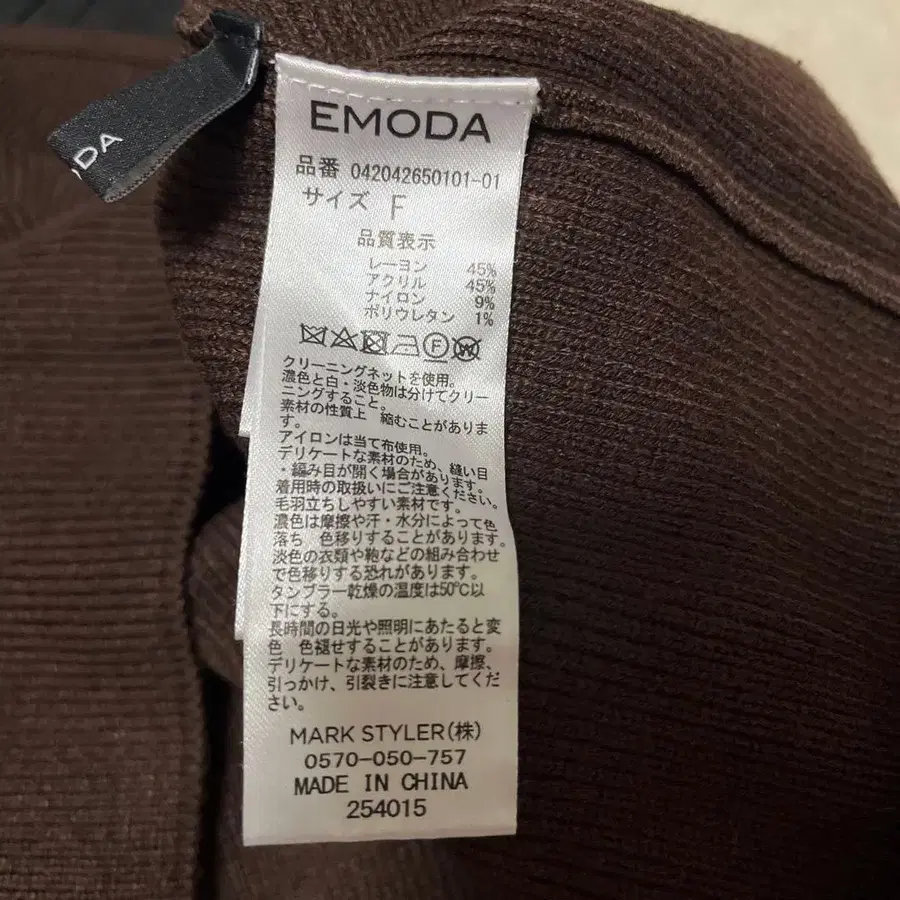 ODA
EMODA
品番 042042650101-01
サイズ F
品質表示
レーヨン 45%
アクリル 45%
ナイロン 9%
ポリウレタン 1%
F
W
クリーニングネットを使用。
濃色と白・淡色物は分けてクリー
ニングすること。
素材の性質上 縮むことがありま
す。
アイロンは当て布使用。
デリケートな素材のため、縫い目
・編み目が開く場合があります。
着用時の取扱いにご注意ください。
毛羽立ちしやすい素材です。
濃色は摩擦や汗・水分によって色
落ち 色移りすることがあります。
淡色の衣類や鞄などの組み合わせ
で色移りする恐れがあります。
タンブラー乾燥の温度は50℃以
下にする。
長時間の日光や照明にあたると変
色 色褪せすることがあります。
デリケートな素材のため、摩擦、
引っかけ、引裂きに注意してくだ
さい。
MARK STYLER(株)
0570-050-757
MADE IN CHINA
254015